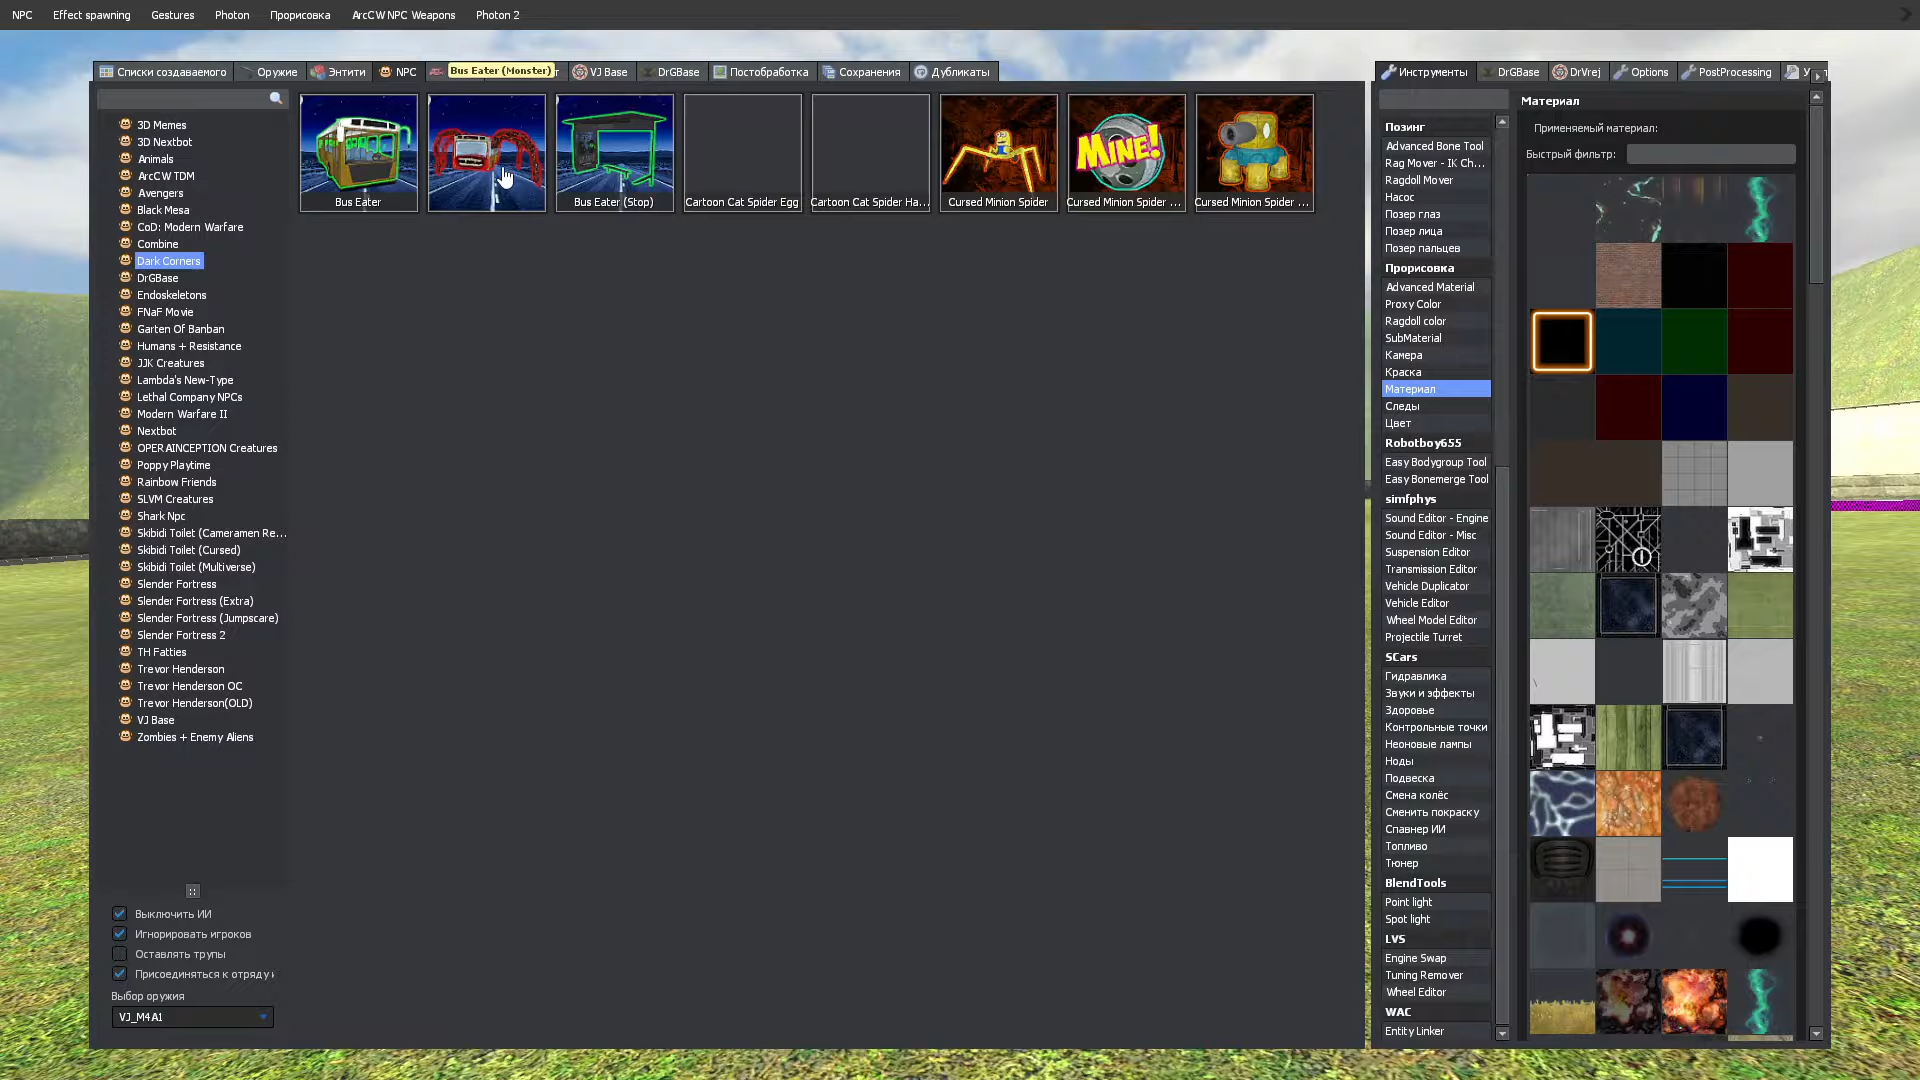 NPC
Effect spawning
Gestures
Photon
Прорисовка
ArcCW NPC Weapons
Photon 2
Списки создаваемого
Оружие
Энтити
NPC
Bus Eater (Monster)
VJ Base
DrGBase
Постобработка
Сохранения
Дубликаты
3D Memes
3D Nextbot
Animals
ArcCW TDM
Avengers
Black Mesa
CoD: Modern Warfare
Combine
Dark Corners
DrGBase
Endoskeletons
FNaF Movie
Garten Of Banban
Humans + Resistance
JJK Creatures
Lambda's New-Type
Lethal Company NPCs
Modern Warfare II
Nextbot
OPERAINCEPTION Creatures
Poppy Playtime
Rainbow Friends
SLVM Creatures
Shark Npc
Skibidi Toilet (Cameramen Re...
Skibidi Toilet (Cursed)
Skibidi Toilet (Multiverse)
Slender Fortress
Slender Fortress (Extra)
Slender Fortress (Jumpscare)
Slender Fortress 2
TH Fatties
Trevor Henderson
Trevor Henderson OC
Trevor Henderson(OLD)
VJ Base
Zombies + Enemy Aliens
Выключить ИИ
Игнорировать игроков
Оставлять трупы
Присоединяться к отряду
Выбор оружия
VJ_M4A1
Bus Eater
Bus Eater (Stop)
Cartoon Cat Spider Egg
Cartoon Cat Spider Ha...
Cursed Minion Spider
MINE!
Cursed Minion Spider ...
Cursed Minion Spider ...
Инструменты
DrGBase
DrVrej
Options
PostProcessing
Позинг
Advanced Bone Tool
Rag Mover - IK Ch...
Ragdoll Mover
Насос
Позер глаз
Позер лица
Позер пальцев
Прорисовка
Advanced Material
Proxy Color
Ragdoll color
SubMaterial
Камера
Краска
Материал
Следы
Цвет
Robotboy655
Easy Bodygroup Tool
Easy Bonemerge Tool
simfphys
Sound Editor - Engine
Sound Editor - Misc
Suspension Editor
Transmission Editor
Vehicle Duplicator
Vehicle Editor
Wheel Model Editor
Projectile Turret
SCars
Гидравлика
Звуки и эффекты
Здоровье
Контрольные точки
Неоновые лампы
Ноды
Подвеска
Смена колёс
Сменить покраску
Спавнер ИИ
Топливо
Тюнер
BlendTools
Point light
Spot light
LVS
Engine Swap
Tuning Remover
Wheel Editor
WAC
Entity Linker
Материал
Применяемый материал:
Быстрый фильтр: